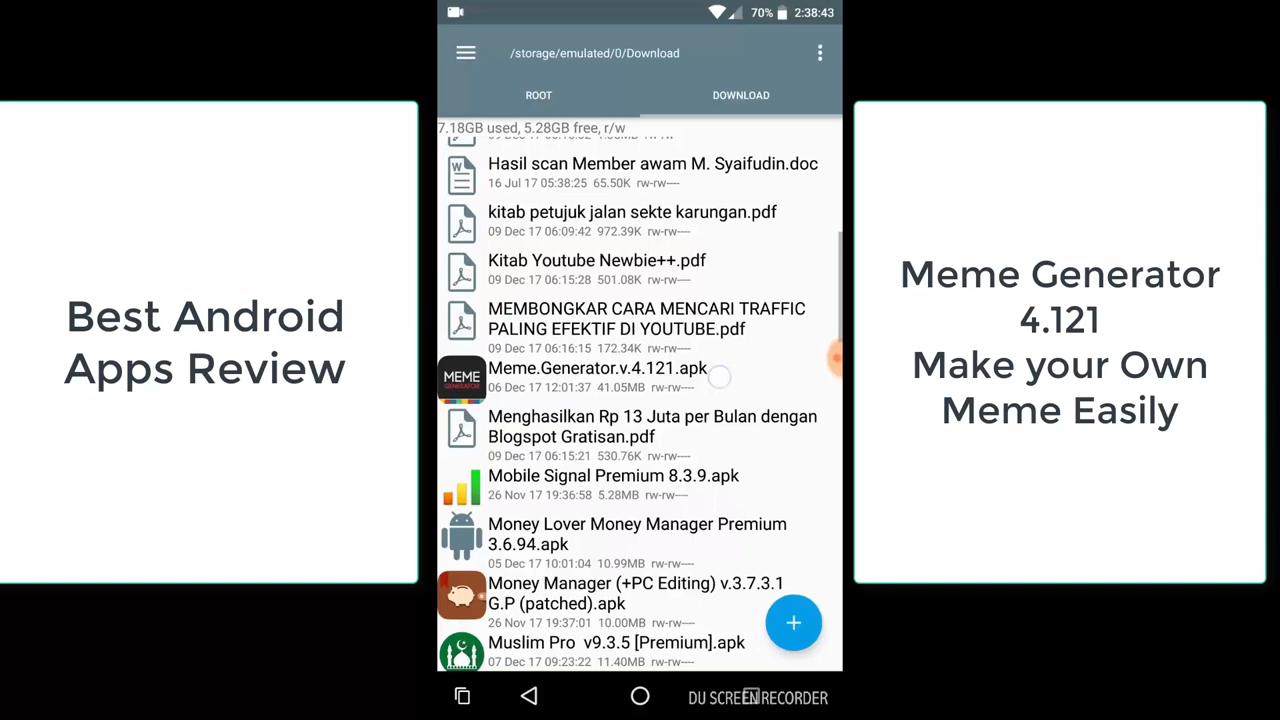 70% 2:38:43
/storage/emulated/0/Download
ROOT
DOWNLOAD
7.18GB used, 5.28GB free, r/w
Hasil scan Member awam M. Syaifudin.doc
16 Jul 17 05:38:25 65.50K rw-rw----
kitab petujuk jalan sekte karungan.pdf
09 Dec 17 06:09:42 972.39K rw-rw----
Kitab Youtube Newbie++.pdf
09 Dec 17 06:15:28 501.08K rw-rw----
MEMBONGKAR CARA MENCARI TRAFFIC
PALING EFEKTIF DI YOUTUBE.pdf
09 Dec 17 06:16:15 172.34K rw-rw----
MEME
GENERATOR
Meme.Generator.v.4.121.apk
06 Dec 17 12:01:37 41.05MB rw-rw----
Menghasilkan Rp 13 Juta per Bulan dengan
Blogspot Gratisan.pdf
09 Dec 17 06:15:21 530.76K rw-rw----
Mobile Signal Premium 8.3.9.apk
26 Nov 17 19:36:58 5.28MB rw-rw----
Money Lover Money Manager Premium
3.6.94.apk
05 Dec 17 10:01:04 10.99MB rw-rw----
Money Manager (+PC Editing) v.3.7.3.1
G.P (patched).apk
26 Nov 17 19:37:01 10.00MB rw-rw----
Muslim Pro v9.3.5 [Premium].apk
07 Dec 17 09:23:22 11.40MB rw-rw----
DU SCREEN RECORDER
Best Android
Apps Review
Meme Generator
4.121
Make your Own
Meme Easily